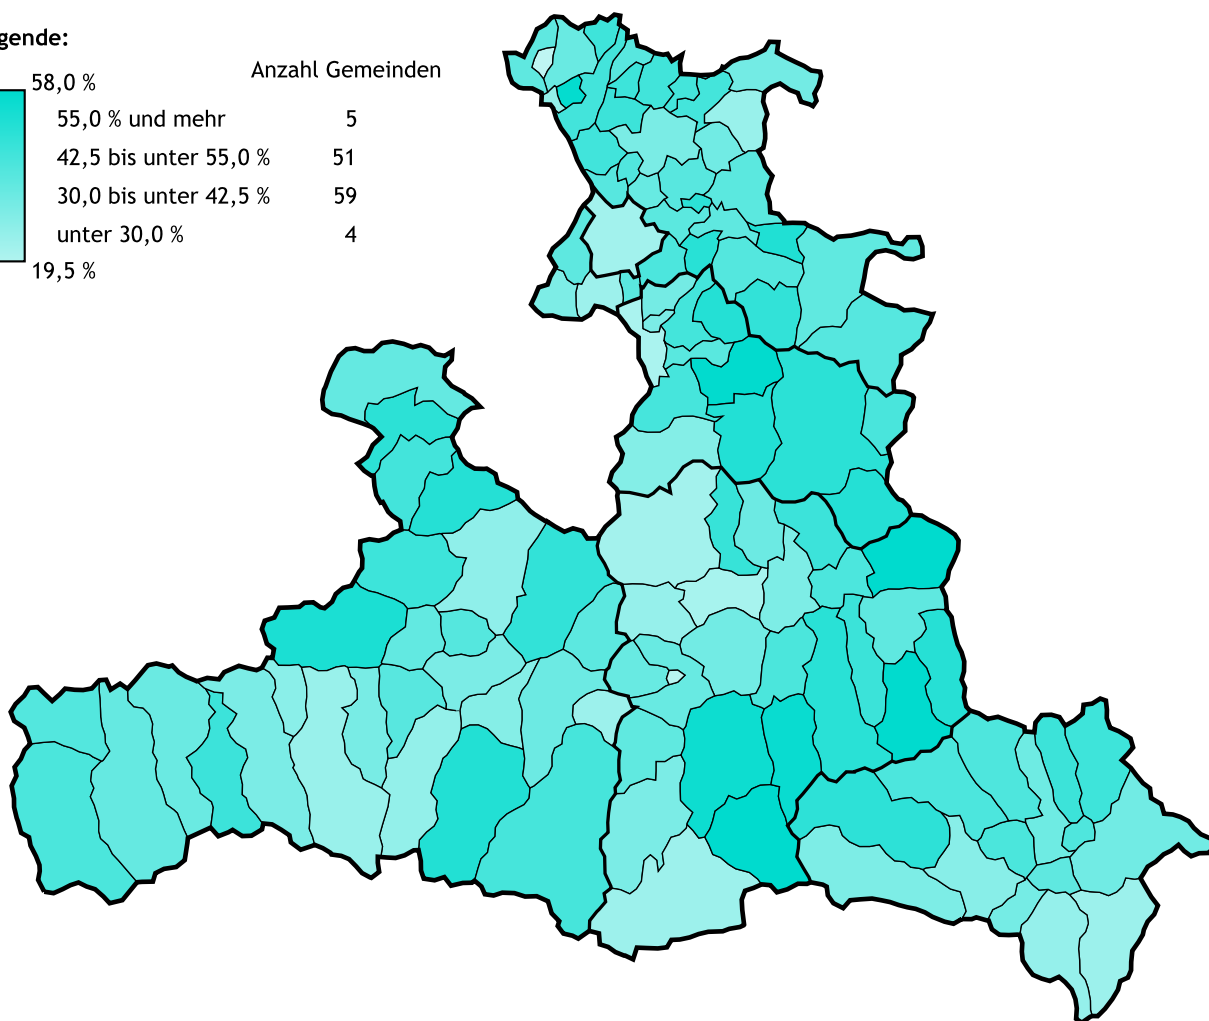 gende:
Anzahl Gemeinden
58,0 %
55,0 % und mehr 5
42,5 bis unter 55,0 % 51
30,0 bis unter 42,5 % 59
unter 30,0 % 4
19,5 %